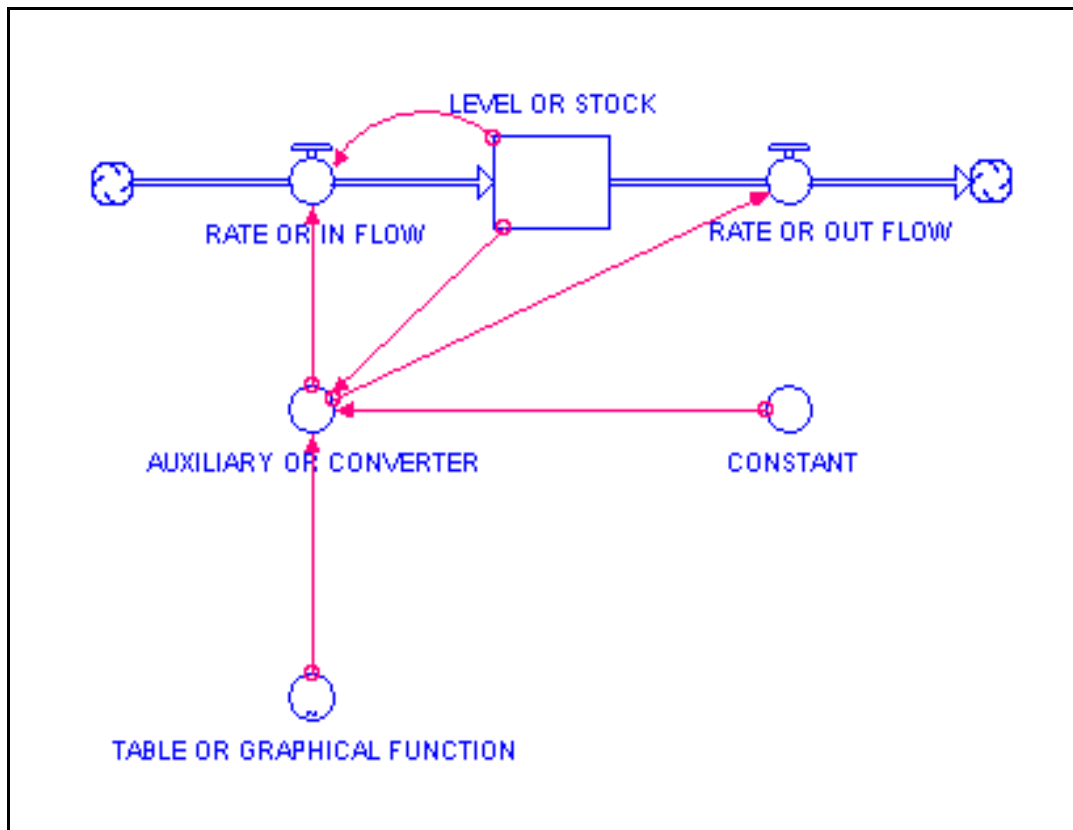 LEVEL OR STOCK
RATE OR IN FLOW
RATE OR OUT FLOW
AUXILIARY OR CONVERTER
CONSTANT
TABLE OR GRAPHICAL FUNCTION